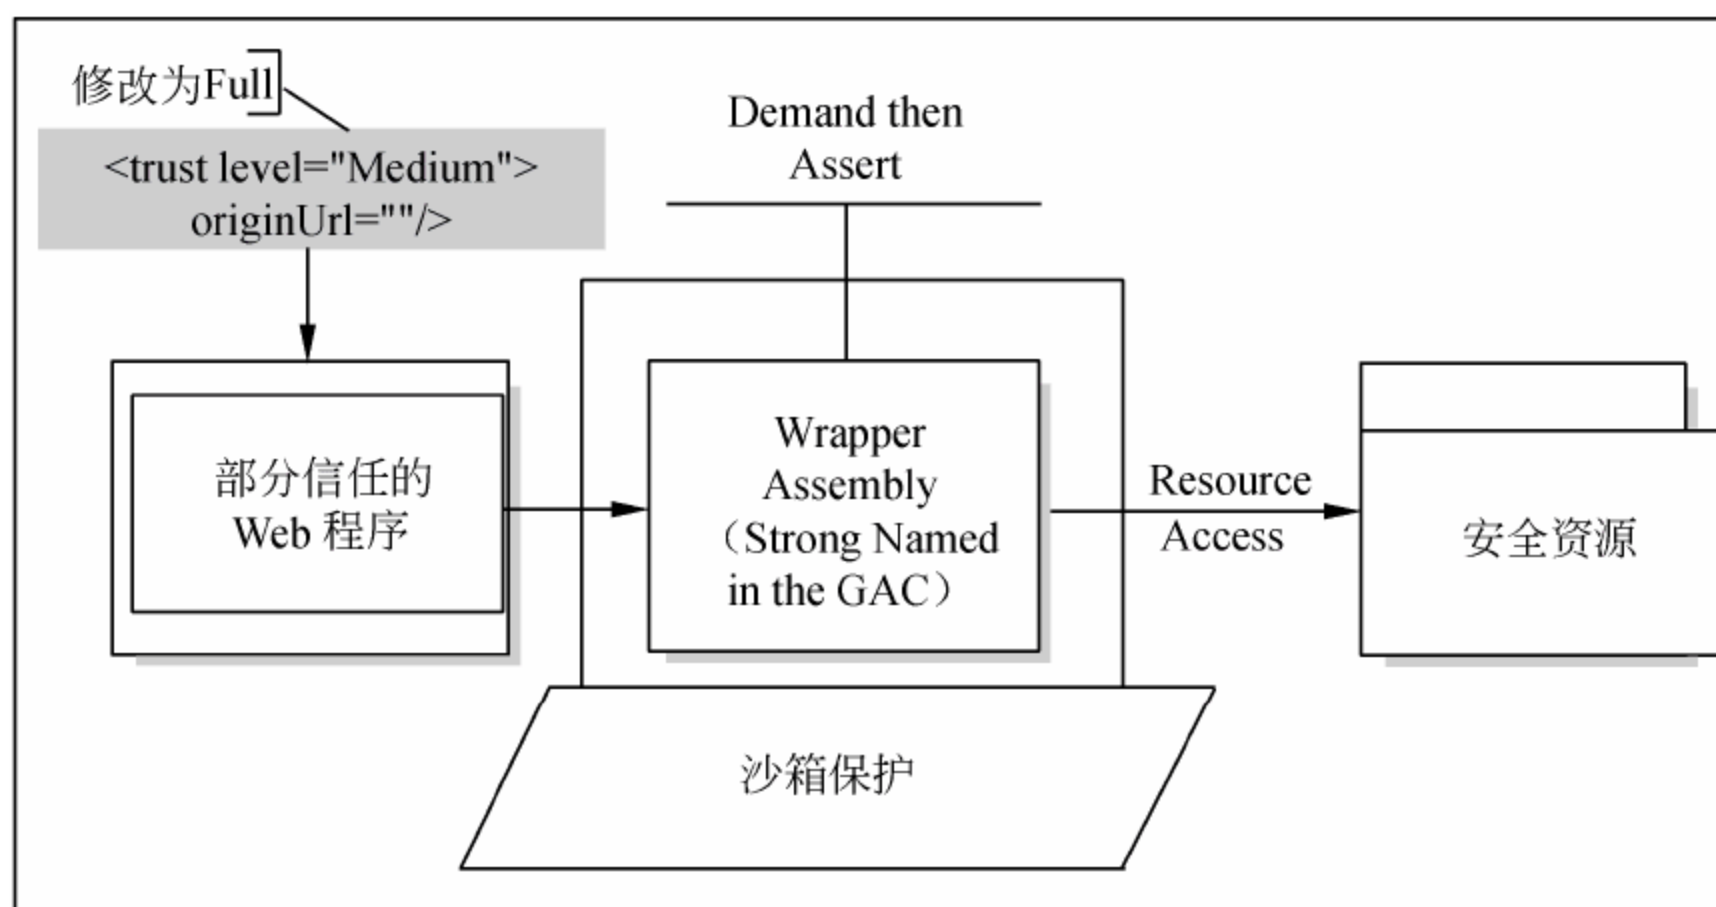 修改为Full
<trust level="Medium">
originUrl=""/>
Demand then
Assert
部分信任的
Web 程序
Wrapper
Assembly
（Strong Named
in the GAC）
Resource
Access
安全资源
沙箱保护